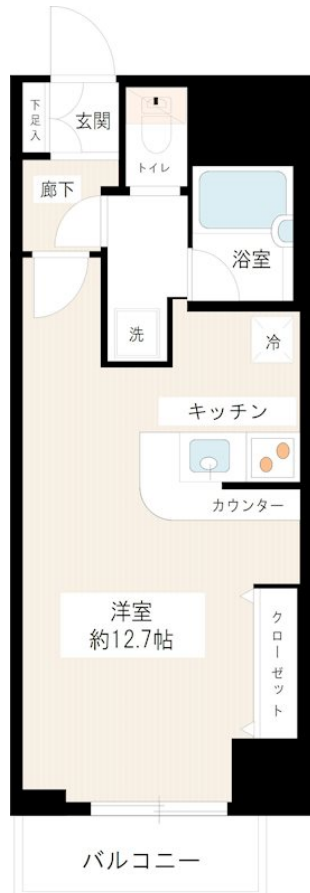 下足入
玄関
トイレ
廊下
浴室
洗
冷
キッチン
カウンター
洋室
約12.7帖
クローゼット
バルコニー